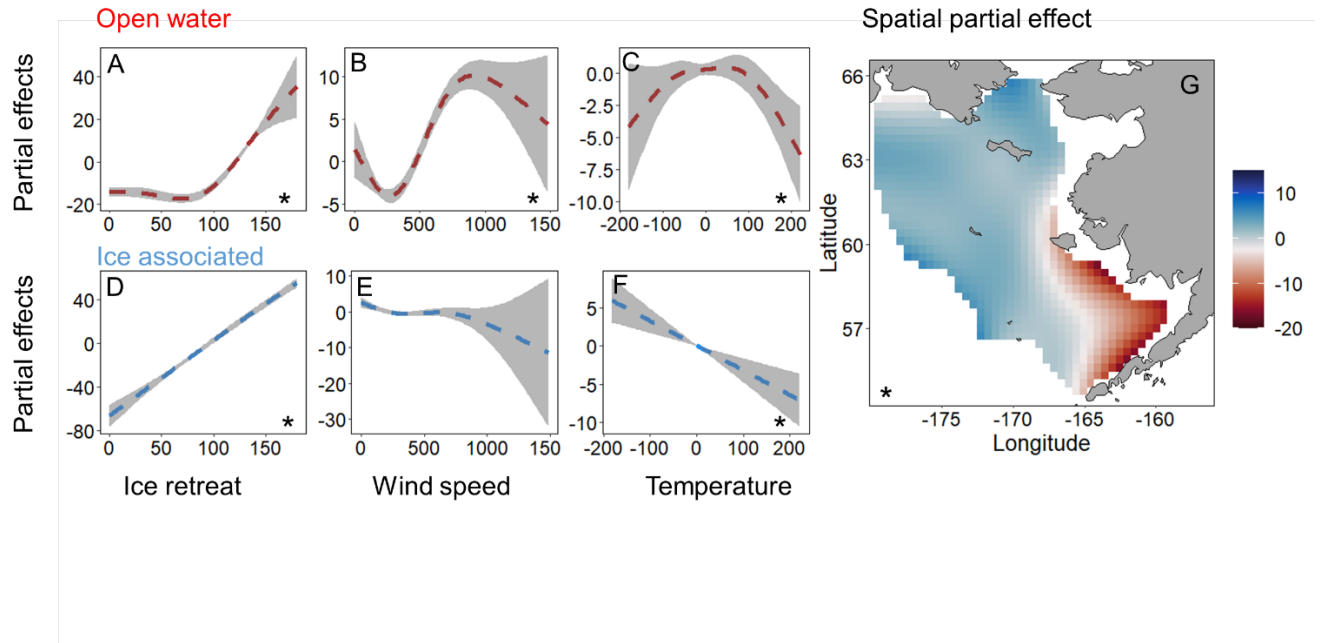 Open water
Spatial partial effect
Partial effects
A
40
20
0
-20
0 50 100 150
*
B
10
5
0
-5
0 500 1000 1500
*
C
0.0
-2.5
-5.0
-7.5
-10.0
-200 -100 0 100 200
*
Ice associated
Partial effects
D
40
0
-40
-80
0 50 100 150
*
E
10
0
-10
-20
-30
0 500 1000 150
F
5
0
-5
-10
-200 -100 0 100 200
*
Ice retreat
Wind speed
Temperature
G
Latitude
66
63
60
57
*
-175 -170 -165 -160
Longitude
10
0
-10
-20